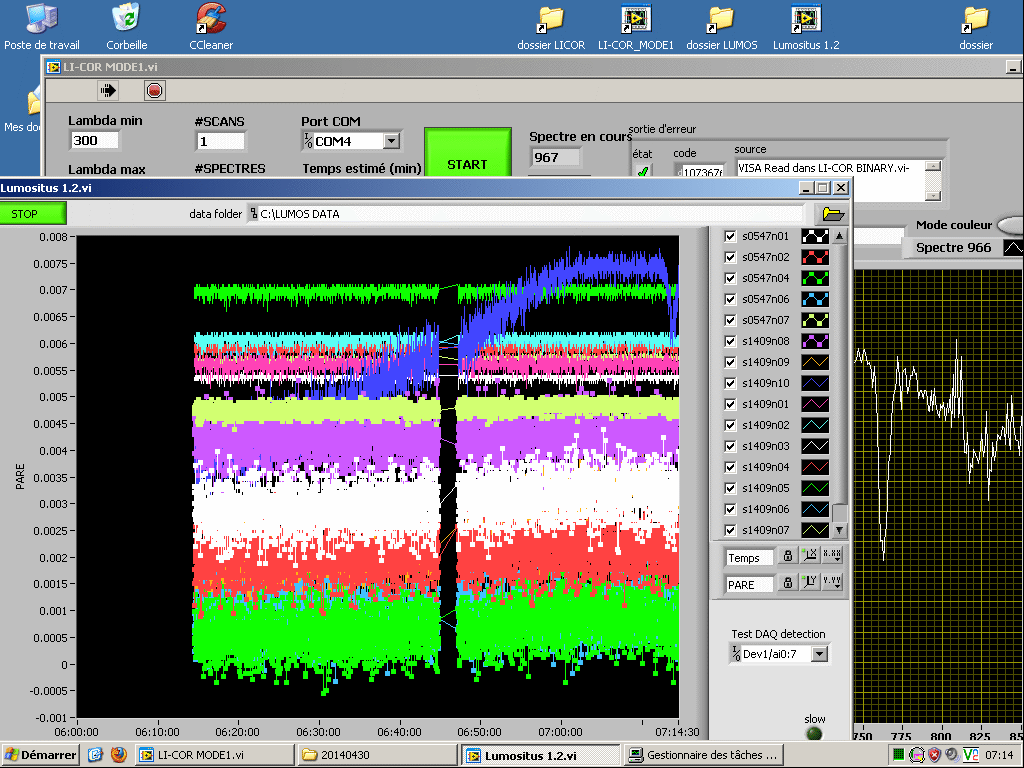 Poste de travail
Corbeille
CCleaner
dossier LICOR
LI-COR_MODE1
dossier LUMOS
Lumositus 1.2
dossier
LI-COR MODE1.vi
Lambda min
300
#SCANS
1
Port COM
COM4
START
Spectre en cours
967
sortie d'erreur
état
code
source
VISA Read dans LI-COR BINARY.vi-
Lambda max
#SPECTRES
Temps estimé (min)
Mes do
Mode couleur
Spectre 966
Lumositus 1.2.vi
STOP
data folder
C:\LUMOS DATA
0.008
0.0075
0.007
0.0065
0.006
0.0055
0.005
0.0045
0.004
0.0035
0.003
0.0025
0.002
0.0015
0.001
0.0005
0
-0.0005
-0.001
PARE
06:00:00
06:10:00
06:20:00
06:30:00
06:40:00
06:50:00
07:00:00
07:14:30
s0547n01
s0547n02
s0547n04
s0547n06
s0547n07
s1409n08
s1409n09
s1409n10
s1409n01
s1409n02
s1409n03
s1409n04
s1409n05
s1409n06
s1409n07
Temps
X.XX
PARE
Y.YY
Test DAQ detection
Dev1/ai0:7
slow
750
775
800
825
85
Démarrer
LI-COR MODE1.vi
20140430
Lumositus 1.2.vi
Gestionnaire des tâches ...
07:14